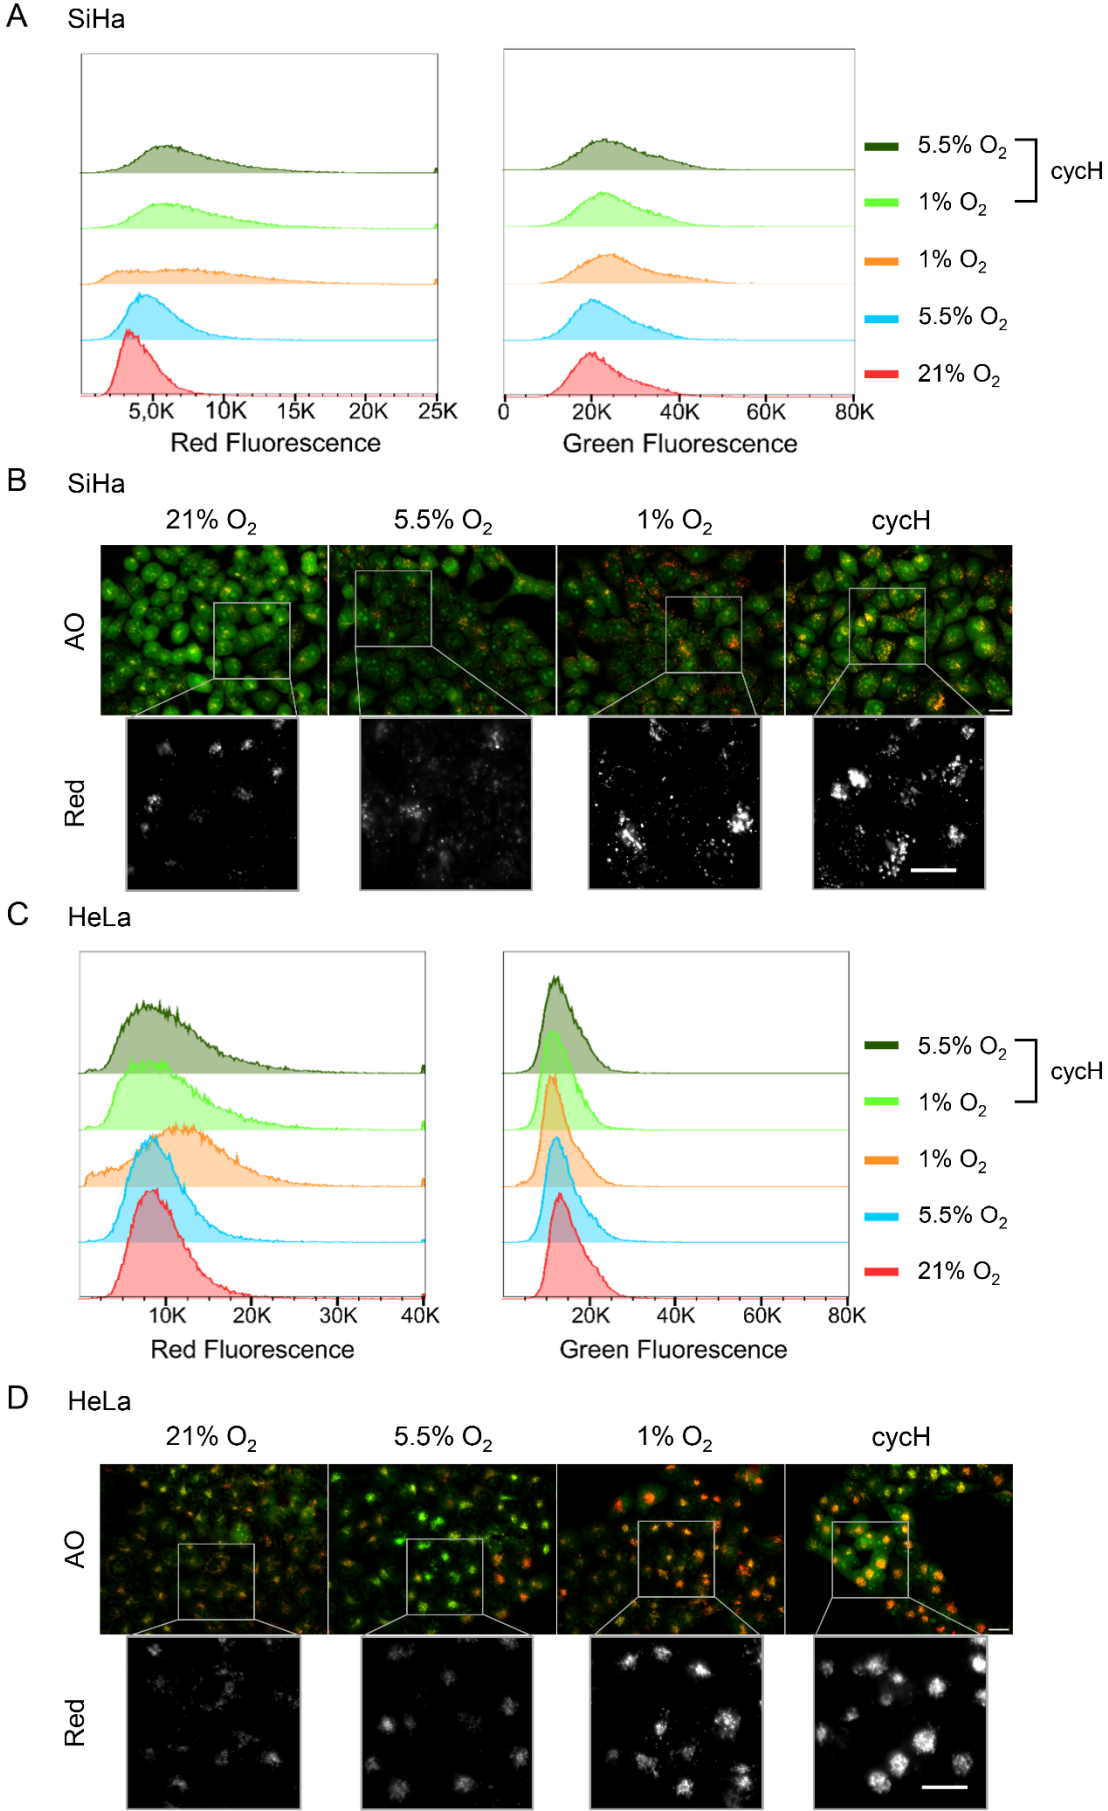 A SiHa
5.5% O2
1% O2
cycH
1% O2
5.5% O2
21% O2
5,0K 10K 15K 20K 25K
0 20K 40K 60K 80K
Red Fluorescence
Green Fluorescence
B SiHa
21% O2 5.5% O2 1% O2 cycH
AO
Red
C HeLa
5.5% O2
1% O2
cycH
1% O2
5.5% O2
21% O2
10K 20K 30K 40K
20K 40K 60K 80K
Red Fluorescence
Green Fluorescence
D HeLa
21% O2 5.5% O2 1% O2 cycH
AO
Red